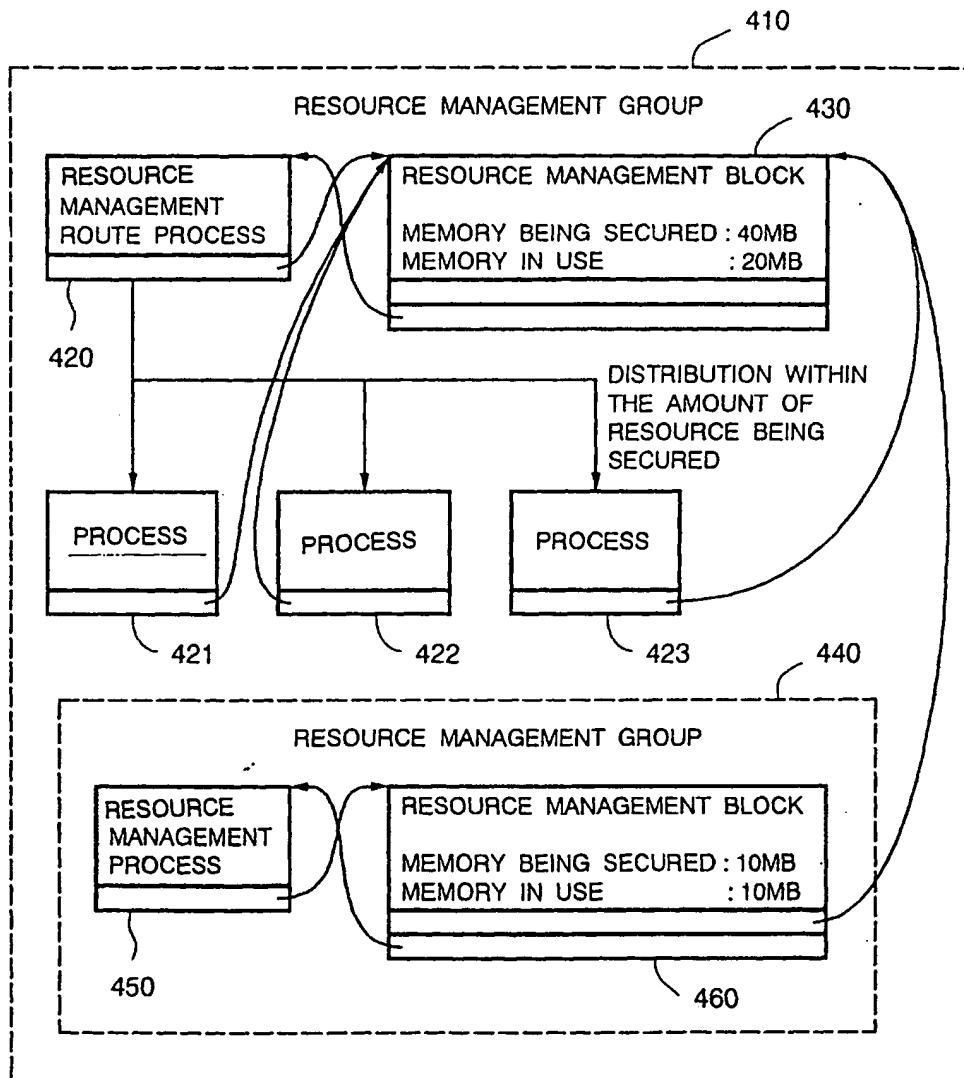 410
RESOURCE MANAGEMENT GROUP
430
RESOURCE
MANAGEMENT
ROUTE PROCESS
RESOURCE MANAGEMENT BLOCK
MEMORY BEING SECURED : 40MB
MEMORY IN USE : 20MB
420
DISTRIBUTION WITHIN
THE AMOUNT OF
RESOURCE BEING
SECURED
PROCESS
PROCESS
PROCESS
421
422
423
440
RESOURCE MANAGEMENT GROUP
RESOURCE
MANAGEMENT
PROCESS
RESOURCE MANAGEMENT BLOCK
MEMORY BEING SECURED : 10MB
MEMORY IN USE : 10MB
450
460